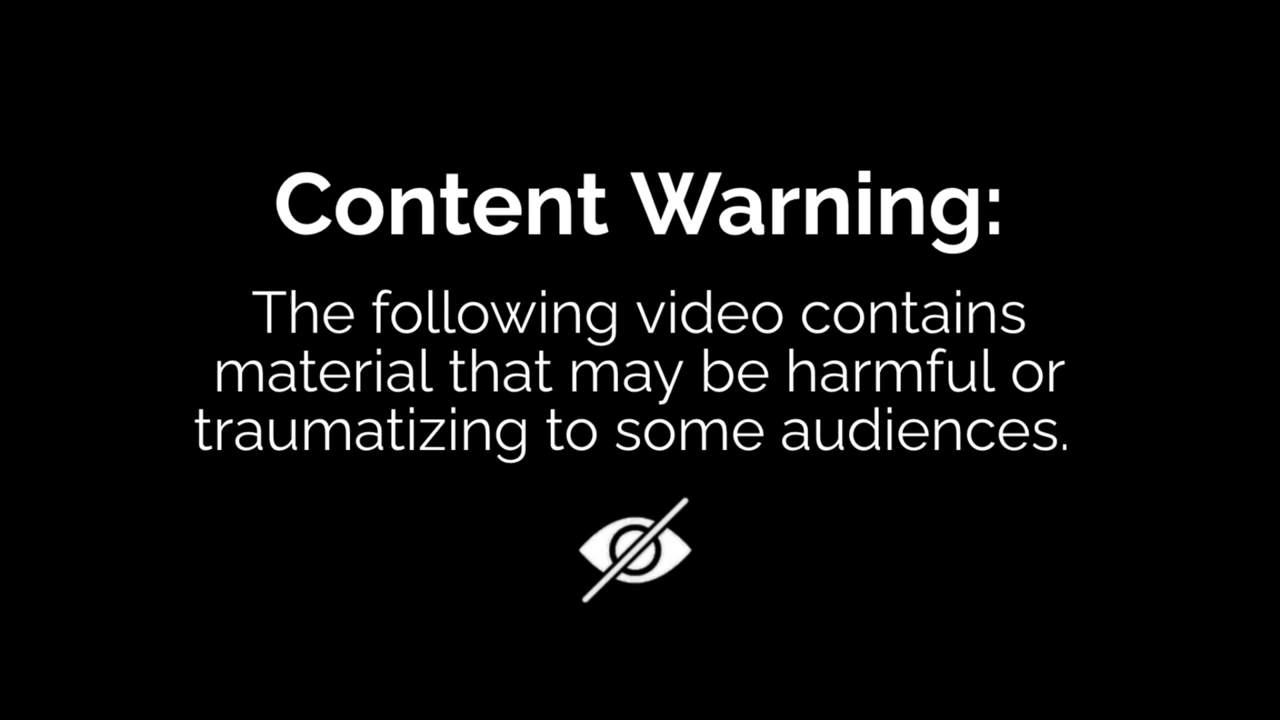 Content Warning:
The following video contains
material that may be harmful or
traumatizing to some audiences.